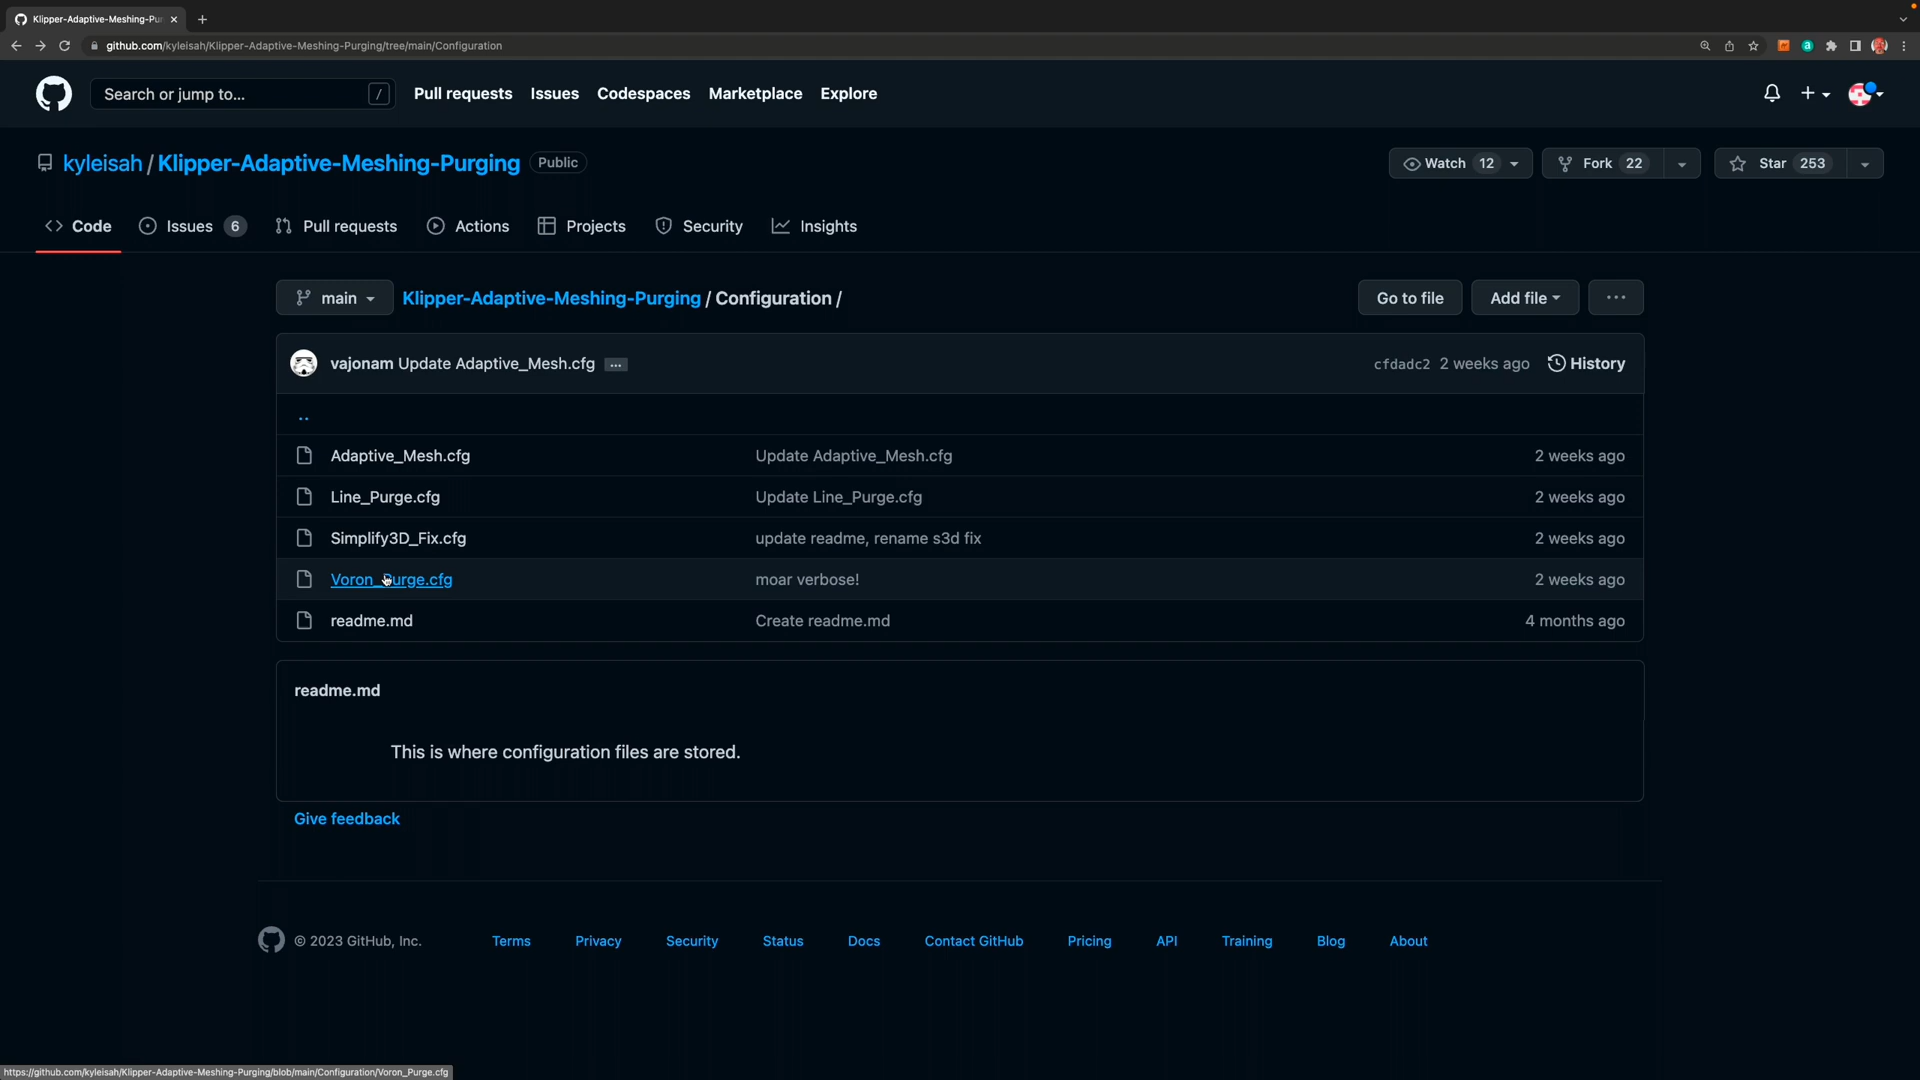 Klipper-Adaptive-Meshing-Pu
github.com/kyleisah/Klipper-Adaptive-Meshing-Purging/tree/main/Configuration
Search or jump to... /
Pull requests Issues Codespaces Marketplace Explore
kyleisah / Klipper-Adaptive-Meshing-Purging Public
Watch 12 Fork 22 Star 253
Code Issues 6 Pull requests Actions Projects Security Insights
main Klipper-Adaptive-Meshing-Purging / Configuration / Go to file Add file ...
vajonam Update Adaptive_Mesh.cfg ... cfdadc2 2 weeks ago History
..
Adaptive_Mesh.cfg Update Adaptive_Mesh.cfg 2 weeks ago
Line_Purge.cfg Update Line_Purge.cfg 2 weeks ago
Simplify3D_Fix.cfg update readme, rename s3d fix 2 weeks ago
Voron_Purge.cfg moar verbose! 2 weeks ago
readme.md Create readme.md 4 months ago
readme.md
This is where configuration files are stored.
Give feedback
© 2023 GitHub, Inc. Terms Privacy Security Status Docs Contact GitHub Pricing API Training Blog About
https://github.com/kyleisah/Klipper-Adaptive-Meshing-Purging/blob/main/Configuration/Voron_Purge.cfg